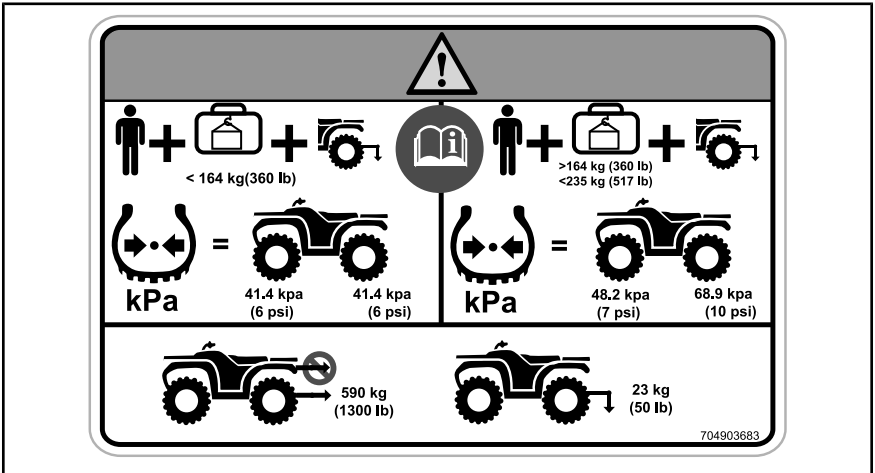 < 164 kg(360 lb)
kPa
=
41.4 kpa
(6 psi)
41.4 kpa
(6 psi)
>164 kg (360 lb)
<235 kg (517 lb)
kPa
=
48.2 kpa
(7 psi)
68.9 kpa
(10 psi)
590 kg
(1300 lb)
23 kg
(50 lb)
704903683